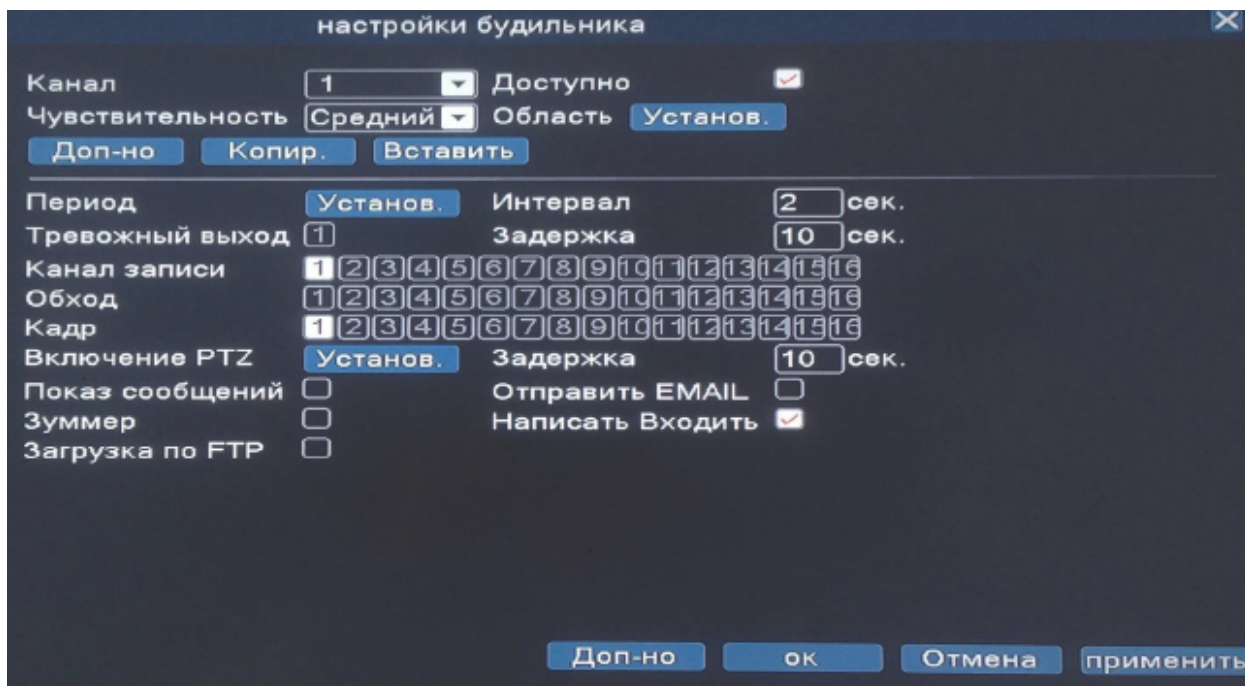 настройки будильника
Канал 1 Доступно
Чувствительность Средний Область Установ.
Доп-но Копир. Вставить
Период Установ. Интервал 2 сек.
Тревожный выход 1 Задержка 10 сек.
Канал записи 1 2 3 4 5 6 7 8 9 10 11 12 13 14 15 16
Обход 1 2 3 4 5 6 7 8 9 10 11 12 13 14 15 16
Кадр 1 2 3 4 5 6 7 8 9 10 11 12 13 14 15 16
Включение PTZ Установ. Задержка 10 сек.
Показ сообщений Отправить EMAIL
Зуммер Написать Входить
Загрузка по FTP
Доп-но ок Отмена применить